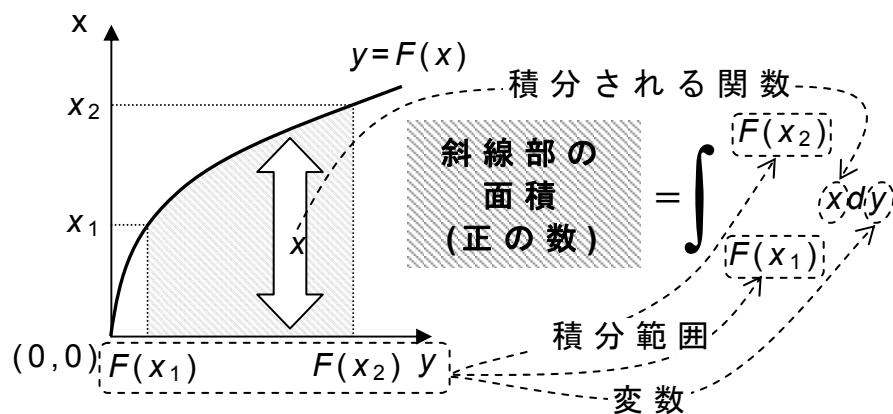 x
y=F(x)
積分される関数
x₂
F(x₂)
斜線部の
面積
(正の数)
=∫
xdy
x₁
x
F(x₁)
積分範囲
(0,0)
F(x₁)
F(x₂)
y
変数